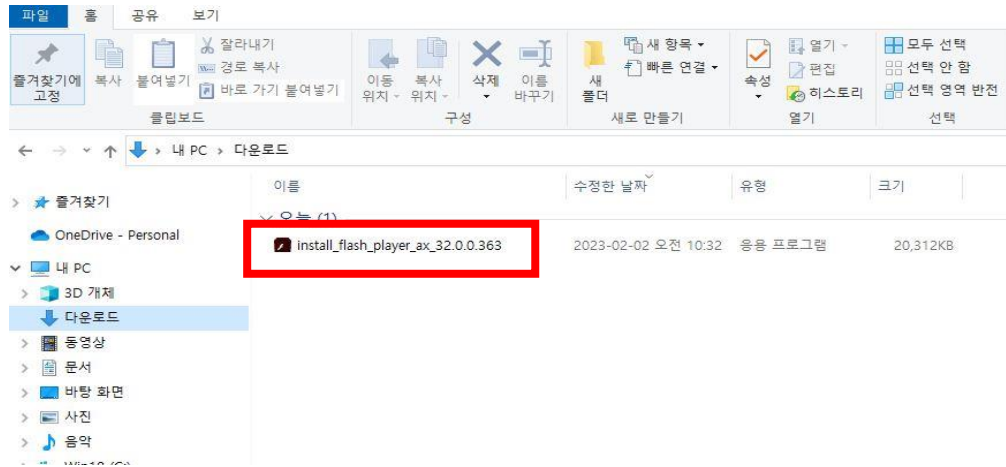 파일 홈 공유 보기
즐겨찾기에 고정
복사
붙여넣기
잘라내기
경로 복사
바로 가기 붙여넣기
클립보드
이동 위치
복사 위치
삭제
이름 바꾸기
구성
새 폴더
새 항목
빠른 연결
새로 만들기
속성
열기
편집
히스토리
열기
모두 선택
선택 안 함
선택 영역 반전
선택
내 PC > 다운로드
이름 수정한 날짜 유형 크기
오늘 (1)
install_flash_player_ax_32.0.0.363 2023-02-02 오전 10:32 응용 프로그램 20,312KB
즐겨찾기
OneDrive - Personal
내 PC
3D 개체
다운로드
동영상
문서
바탕 화면
사진
음악
Win10 (C:)